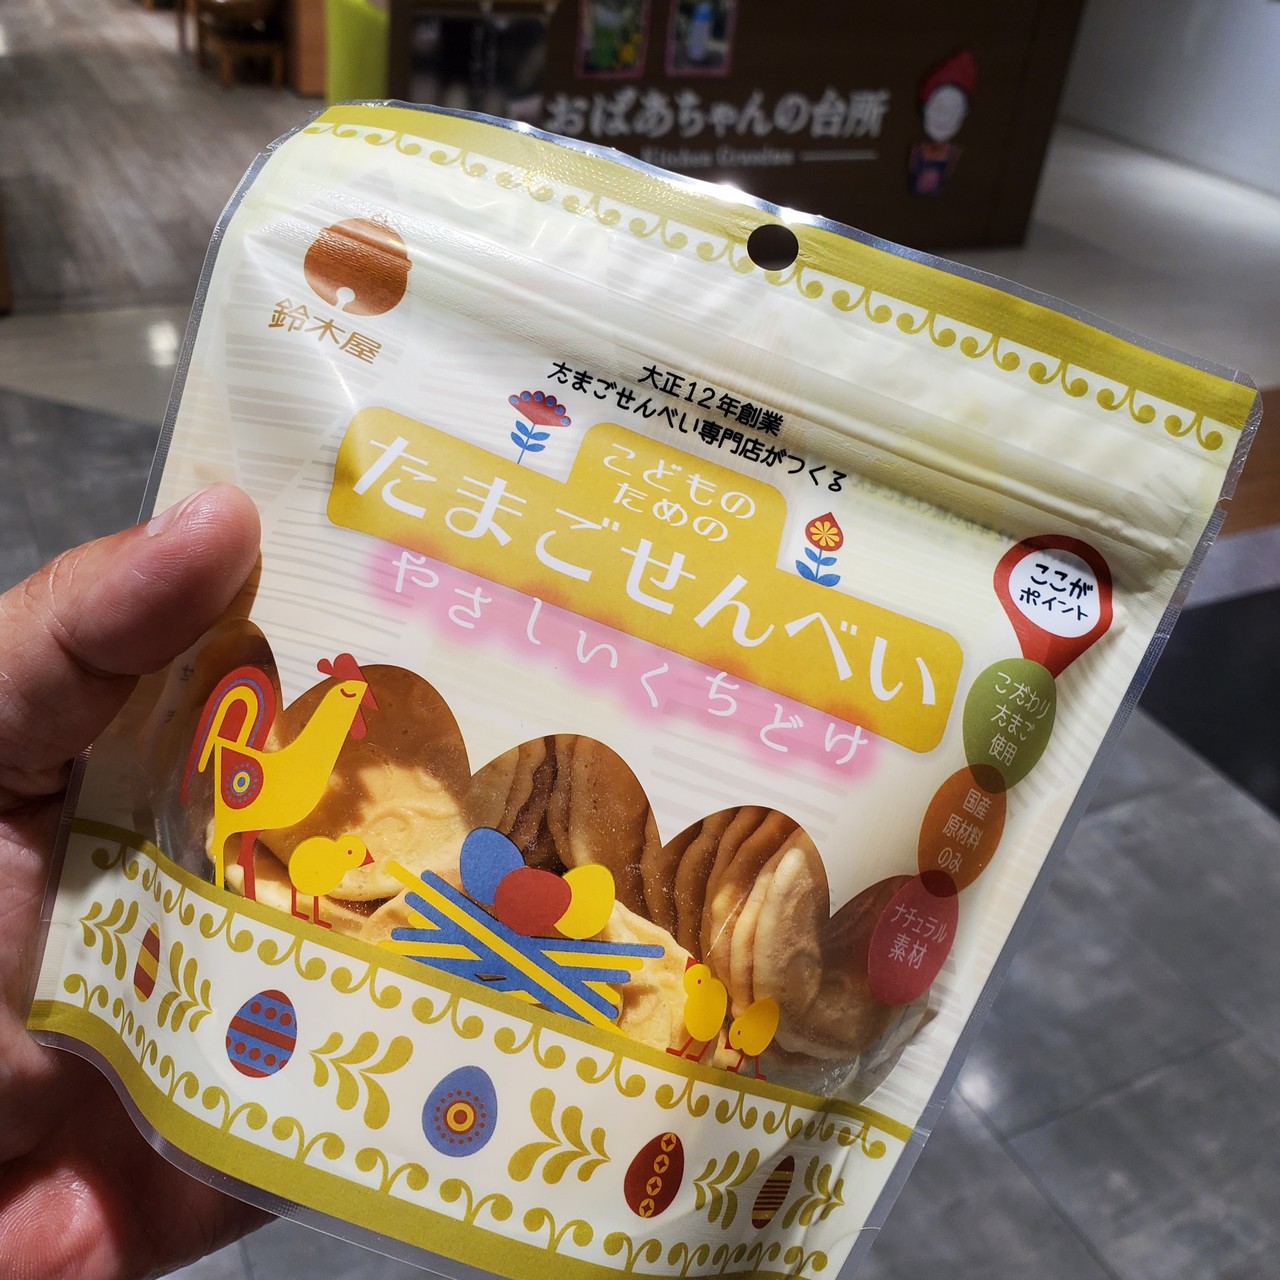 おばあちゃんの台所
鈴木屋
大正12年創業
たまごせんべい専門店がつくる
こどもの
ための
たまごせんべい
やさしいくちどけ
ここが
ポイント
こだわり
たまご
使用
国産
原材料
のみ
ナチュラル
素材